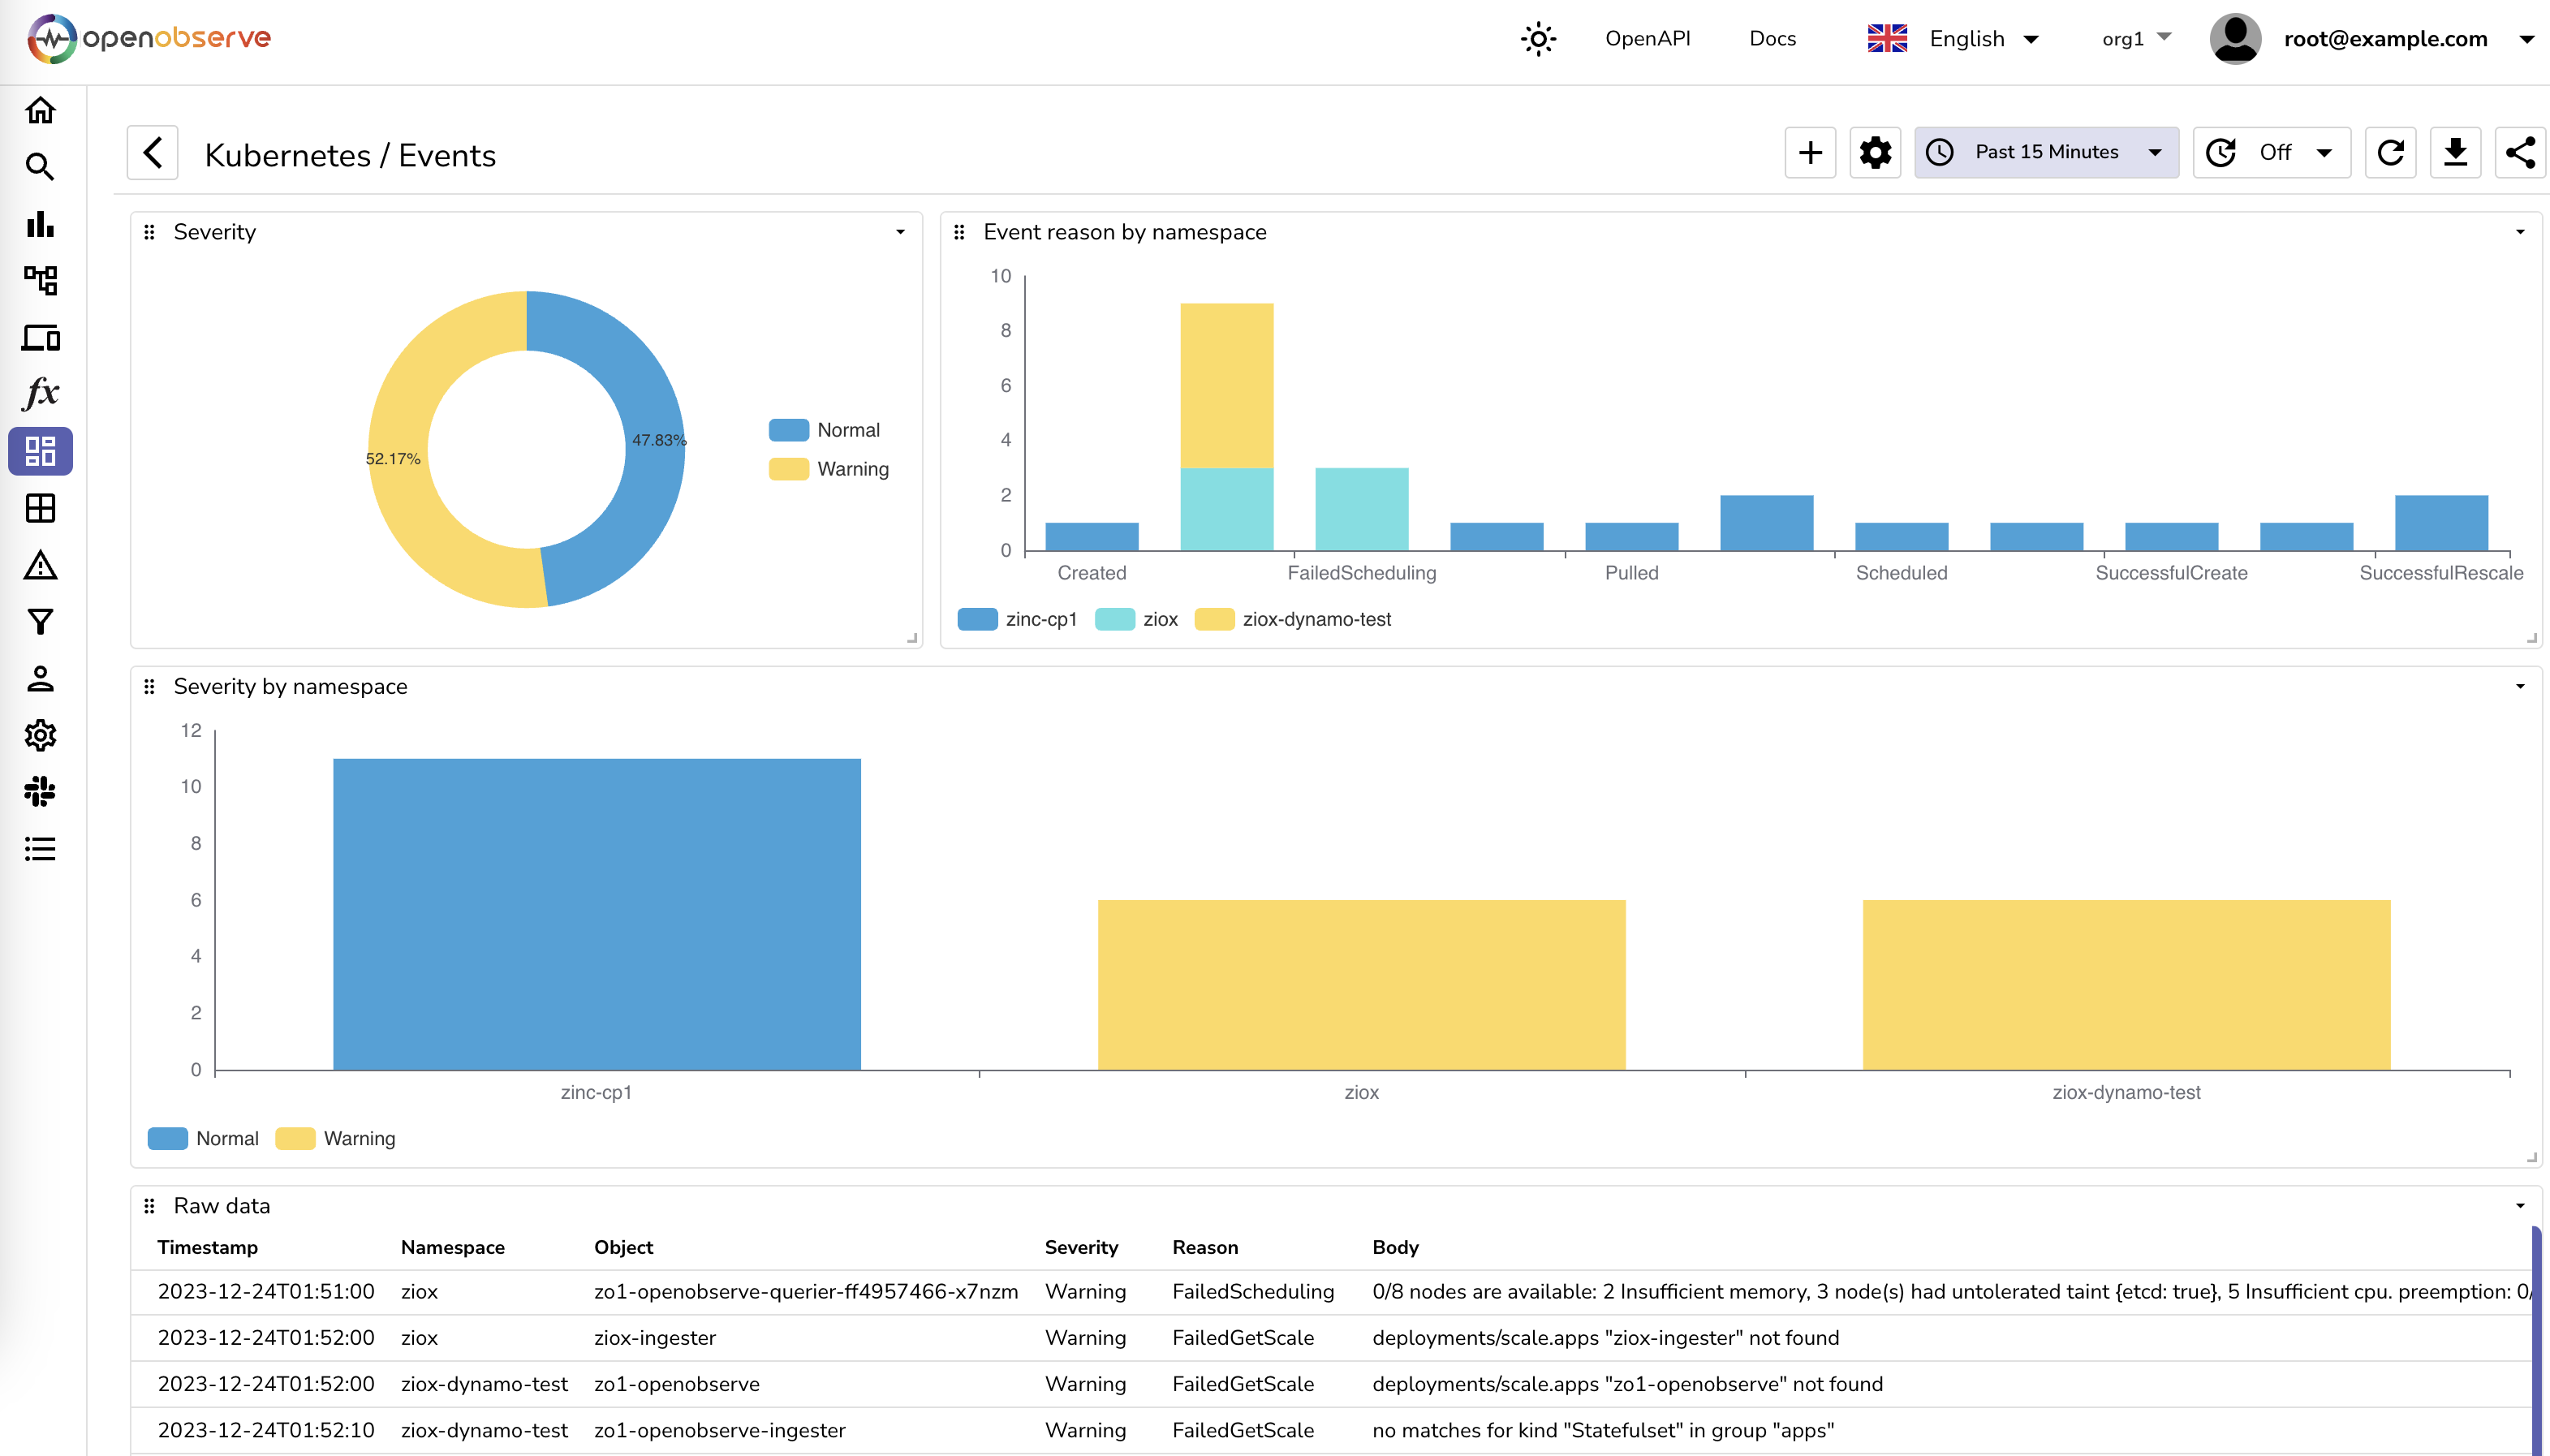 openobserve
OpenAPI
Docs
English
org1
root@example.com
Kubernetes / Events
Past 15 Minutes
Off
fx
Severity
47.83%
52.17%
Normal
Warning
Event reason by namespace
10
8
6
4
2
0
Created
FailedScheduling
Pulled
Scheduled
SuccessfulCreate
SuccessfulRescale
zinc-cp1
ziox
ziox-dynamo-test
Severity by namespace
12
10
8
6
4
2
0
zinc-cp1
ziox
ziox-dynamo-test
Normal
Warning
Raw data
Timestamp Namespace Object Severity Reason Body
2023-12-24T01:51:00 ziox zo1-openobserve-querier-ff4957466-x7nzm Warning FailedScheduling 0/8 nodes are available: 2 Insufficient memory, 3 node(s) had untolerated taint {etcd: true}, 5 Insufficient cpu. preemption: 0/
2023-12-24T01:52:00 ziox ziox-ingester Warning FailedGetScale deployments/scale.apps "ziox-ingester" not found
2023-12-24T01:52:00 ziox-dynamo-test zo1-openobserve Warning FailedGetScale deployments/scale.apps "zo1-openobserve" not found
2023-12-24T01:52:10 ziox-dynamo-test zo1-openobserve-ingester Warning FailedGetScale no matches for kind "Statefulset" in group "apps"